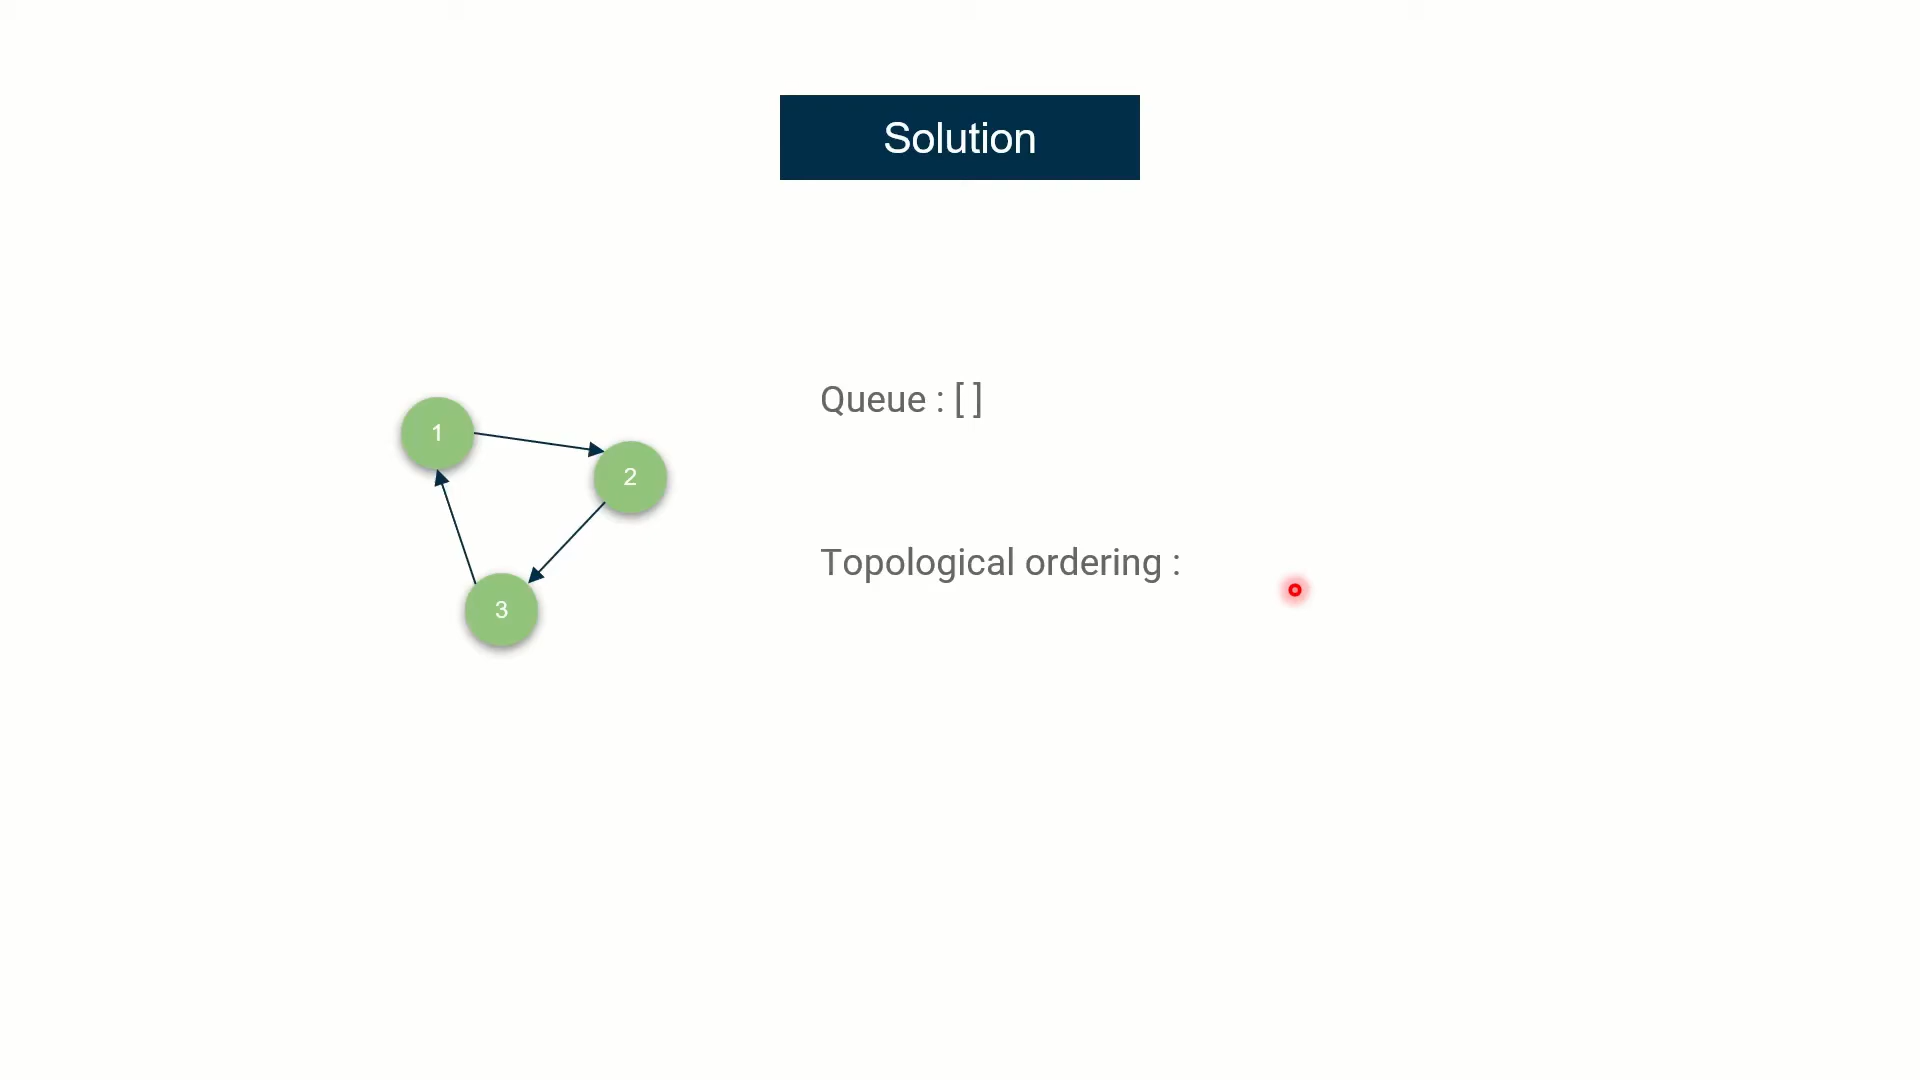 Solution
Queue : [ ]
1
2
Topological ordering :
3